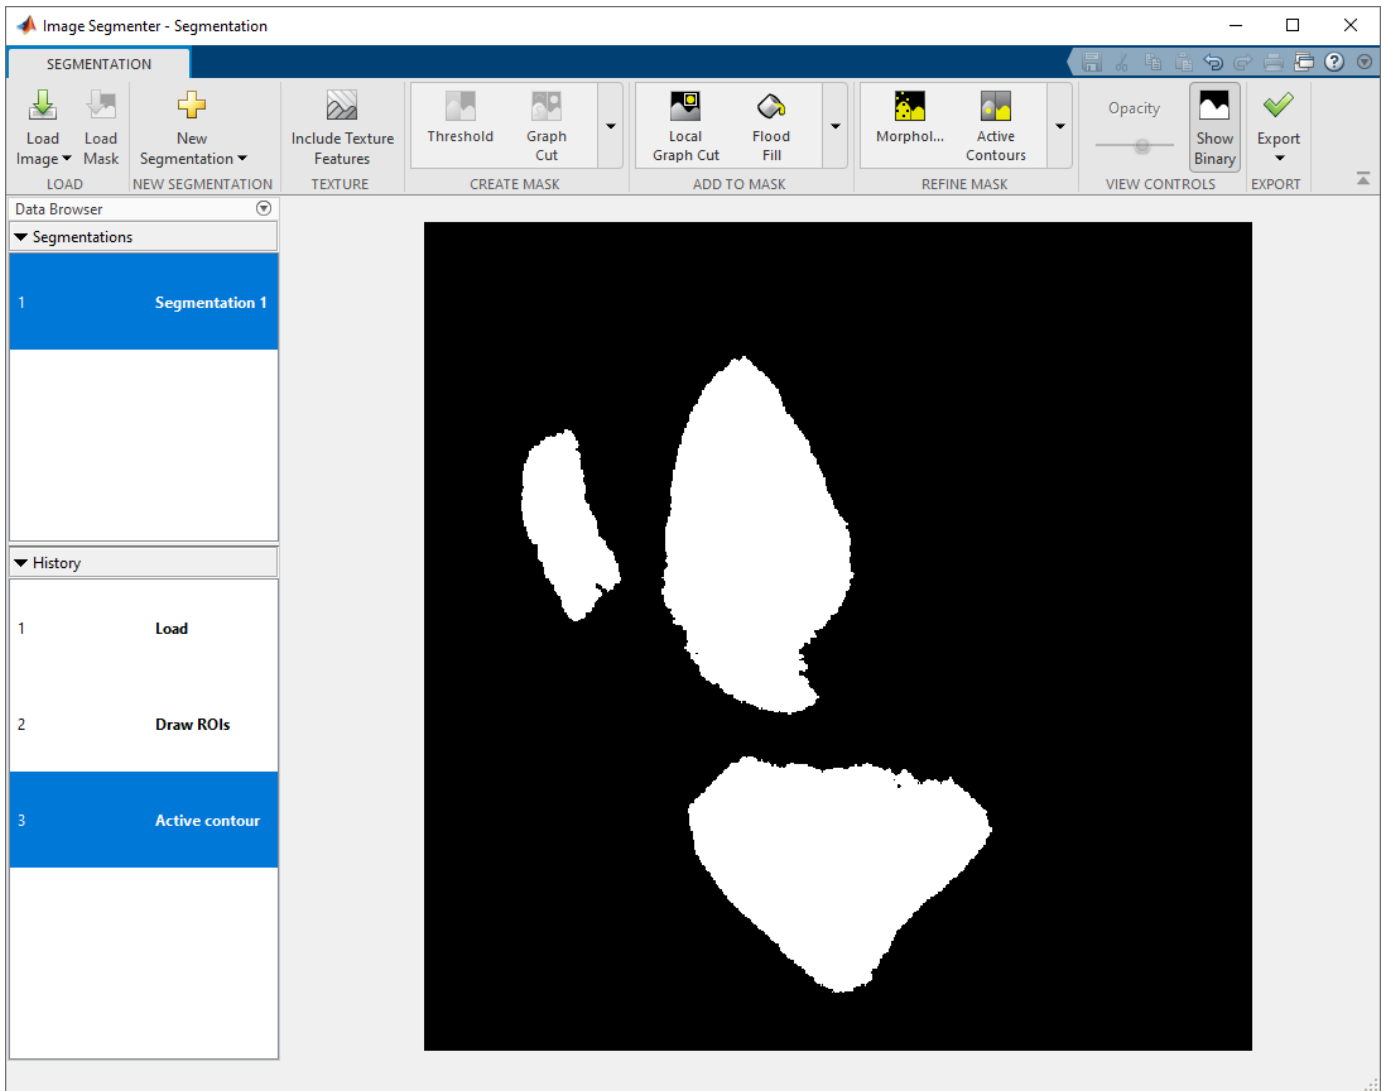 Image Segmenter - Segmentation
SEGMENTATION
Load Image
Load Mask
New Segmentation
Include Texture Features
Threshold
Graph Cut
Local Graph Cut
Flood Fill
Morphol...
Active Contours
Opacity
Show Binary
Export
LOAD
NEW SEGMENTATION
TEXTURE
CREATE MASK
ADD TO MASK
REFINE MASK
VIEW CONTROLS
EXPORT
Data Browser
Segmentations
1 Segmentation 1
History
1 Load
2 Draw ROIs
3 Active contour